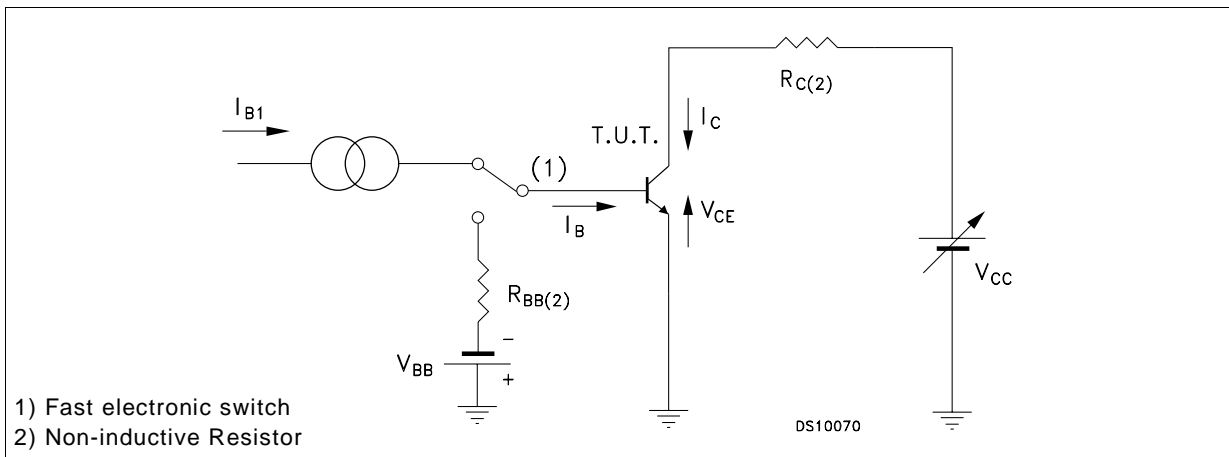 R_C(2)
I_B1
I_C
T.U.T.
(1)
I_B
V_CE
V_CC
R_BB(2)
-
V_BB
+
1) Fast electronic switch
2) Non-inductive Resistor
DS10070